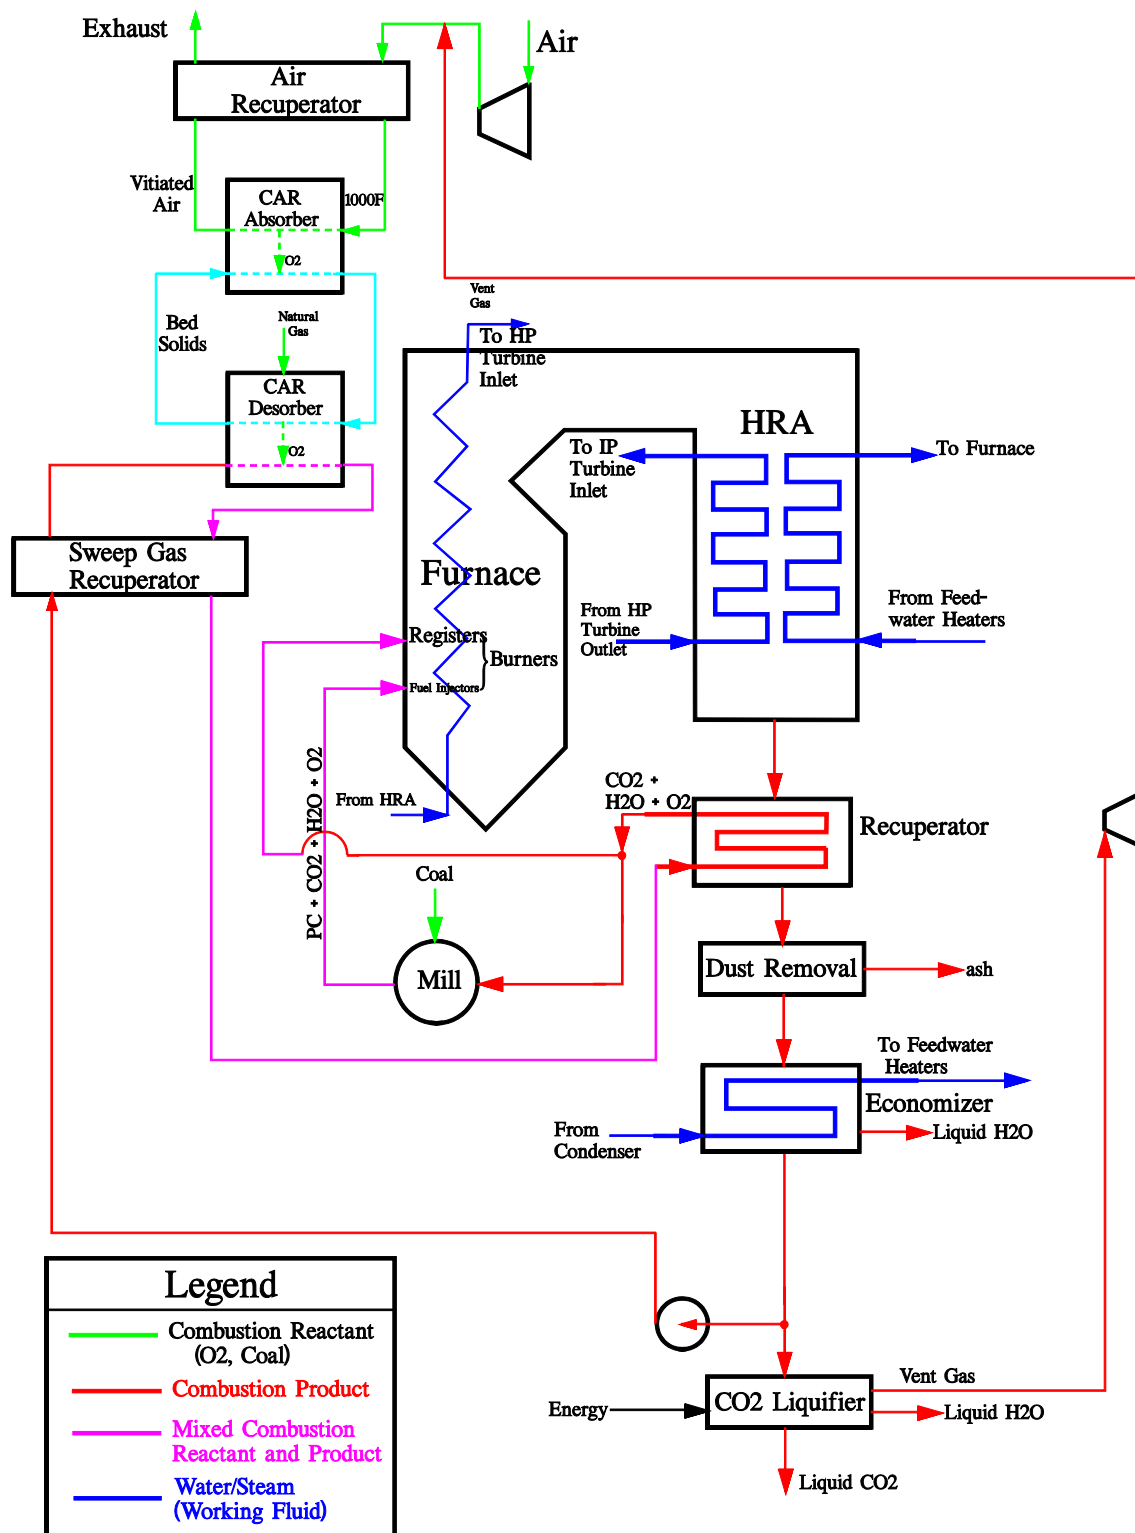 Exhaust
Air
Air
Recuperator
Vitiated
Air
CAR
Absorber
1000F
O2
Vent
Gas
Natural
Gas
Bed
Solids
To HP
Turbine
Inlet
CAR
Desorber
O2
HRA
To IP
Turbine
Inlet
To Furnace
Sweep Gas
Recuperator
Furnace
From HP
Turbine
Outlet
From Feed-
water Heaters
Registers
Burners
Fuel Injectors
PC + CO2 + H2O + O2
From HRA
CO2 +
H2O + O2
Recuperator
Coal
Mill
Dust Removal
ash
To Feedwater
Heaters
Economizer
From
Condenser
Liquid H2O
Legend
Combustion Reactant
(O2, Coal)
Combustion Product
Mixed Combustion
Reactant and Product
Water/Steam
(Working Fluid)
Energy
CO2 Liquifier
Vent Gas
Liquid H2O
Liquid CO2